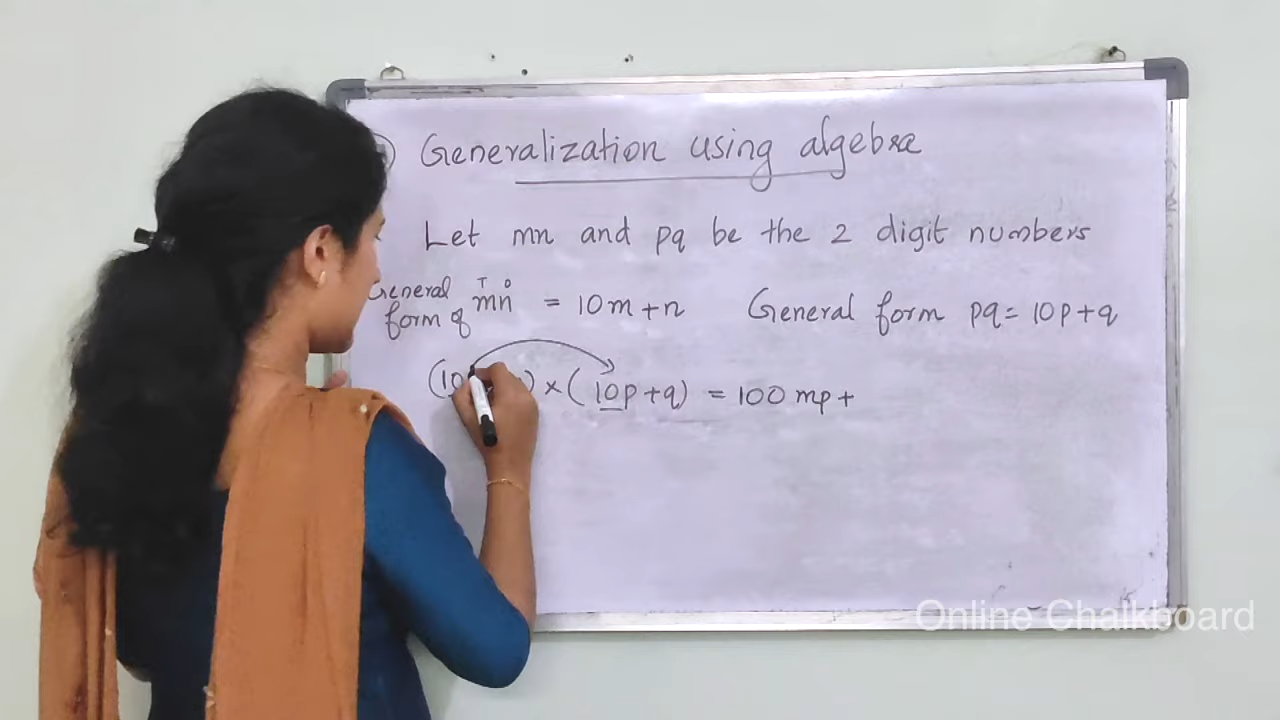 ) Generalization using algebra
Let mn and pq be the 2 digit numbers
General form of T O mn = 10m+n General form pq = 10p+q
(10 ) × ( 10p+q) = 100 mp +
Online Chalkboard